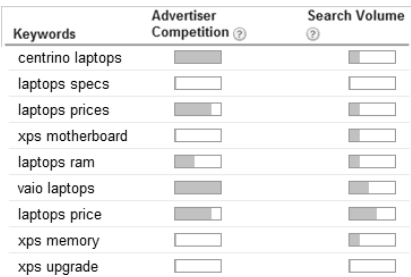 Keywords Advertiser Competition ? Search Volume ?
centrino laptops
laptops specs
laptops prices
xps motherboard
laptops ram
vaio laptops
laptops price
xps memory
xps upgrade